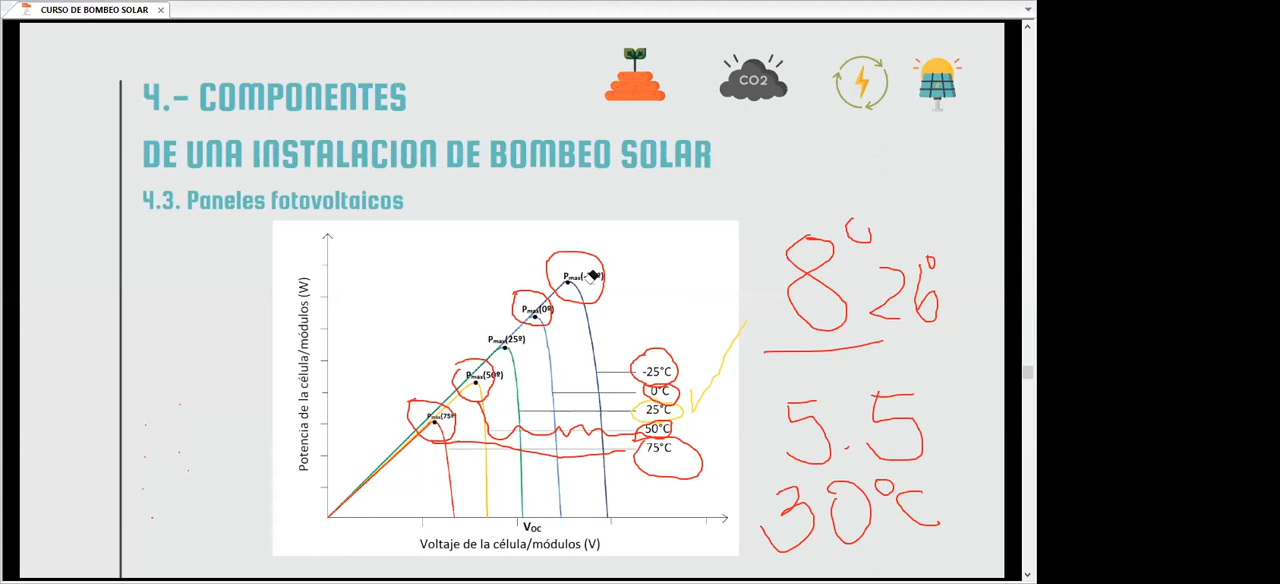 CURSO DE BOMBEO SOLAR
CO2
4.- COMPONENTES
DE UNA INSTALACION DE BOMBEO SOLAR
4.3. Paneles fotovoltaicos
Potencia de la célula/módulos (W)
Pmax(0º)
Pmax(25º)
Pmax(50º)
Pmax(75º
-25°C
0°C
25°C
50°C
75°C
Voc
Voltaje de la célula/módulos (V)
8°
26°
5.5
30°C